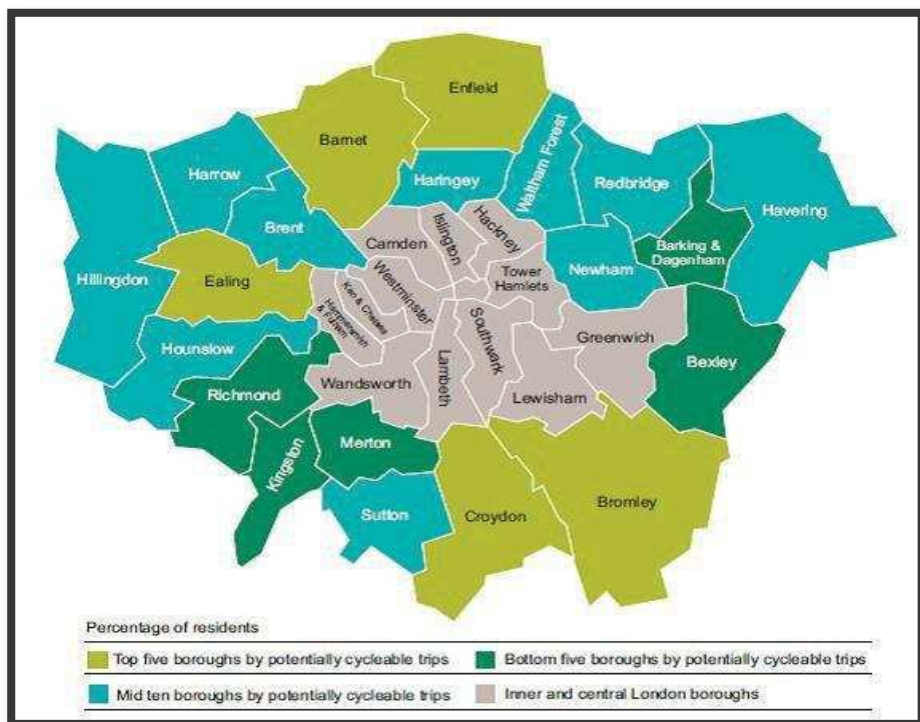 Enfield
Barnet
Waltham Forest
Harrow
Haringey
Redbridge
Havering
Brent
Hackney
Islington
Camden
Barking &
Dagenham
Hillingdon
Ealing
Tower
Hamlets
Newham
Westminster
Ken & Chelsea
Hammersmith
& Fulham
Southwark
Hounslow
Greenwich
Bexley
Richmond
Wandsworth
Lambeth
Lewisham
Merton
Kingston
Sutton
Croydon
Bromley
Percentage of residents
Top five boroughs by potentially cycleable trips
Bottom five boroughs by potentially cycleable trips
Mid ten boroughs by potentially cycleable trips
Inner and central London boroughs